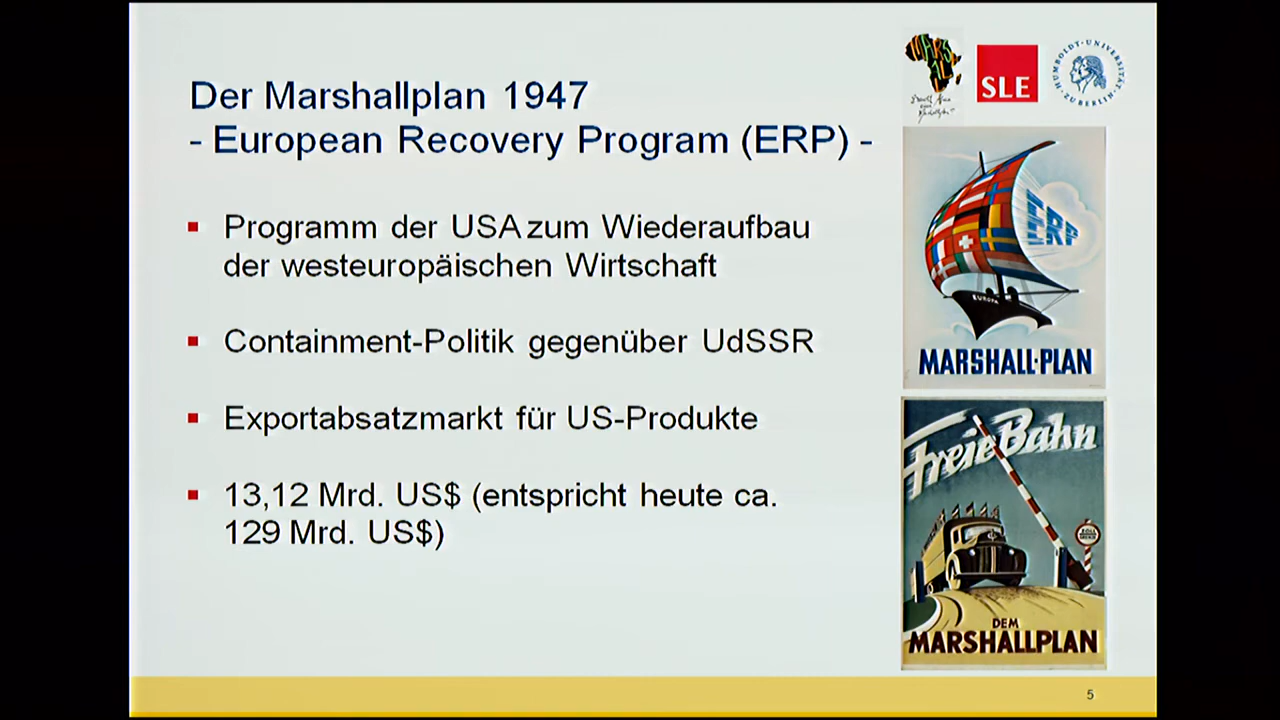 Der Marshallplan 1947
- European Recovery Program (ERP) -
▪ Programm der USA zum Wiederaufbau
der westeuropäischen Wirtschaft
▪ Containment-Politik gegenüber UdSSR
▪ Exportabsatzmarkt für US-Produkte
▪ 13,12 Mrd. US$ (entspricht heute ca.
129 Mrd. US$)
SLE
HUMBOLDT-UNIVERSITÄT
ZU BERLIN
ERP
EUROPA
MARSHALL-PLAN
Freie Bahn
DEM
MARSHALLPLAN
5